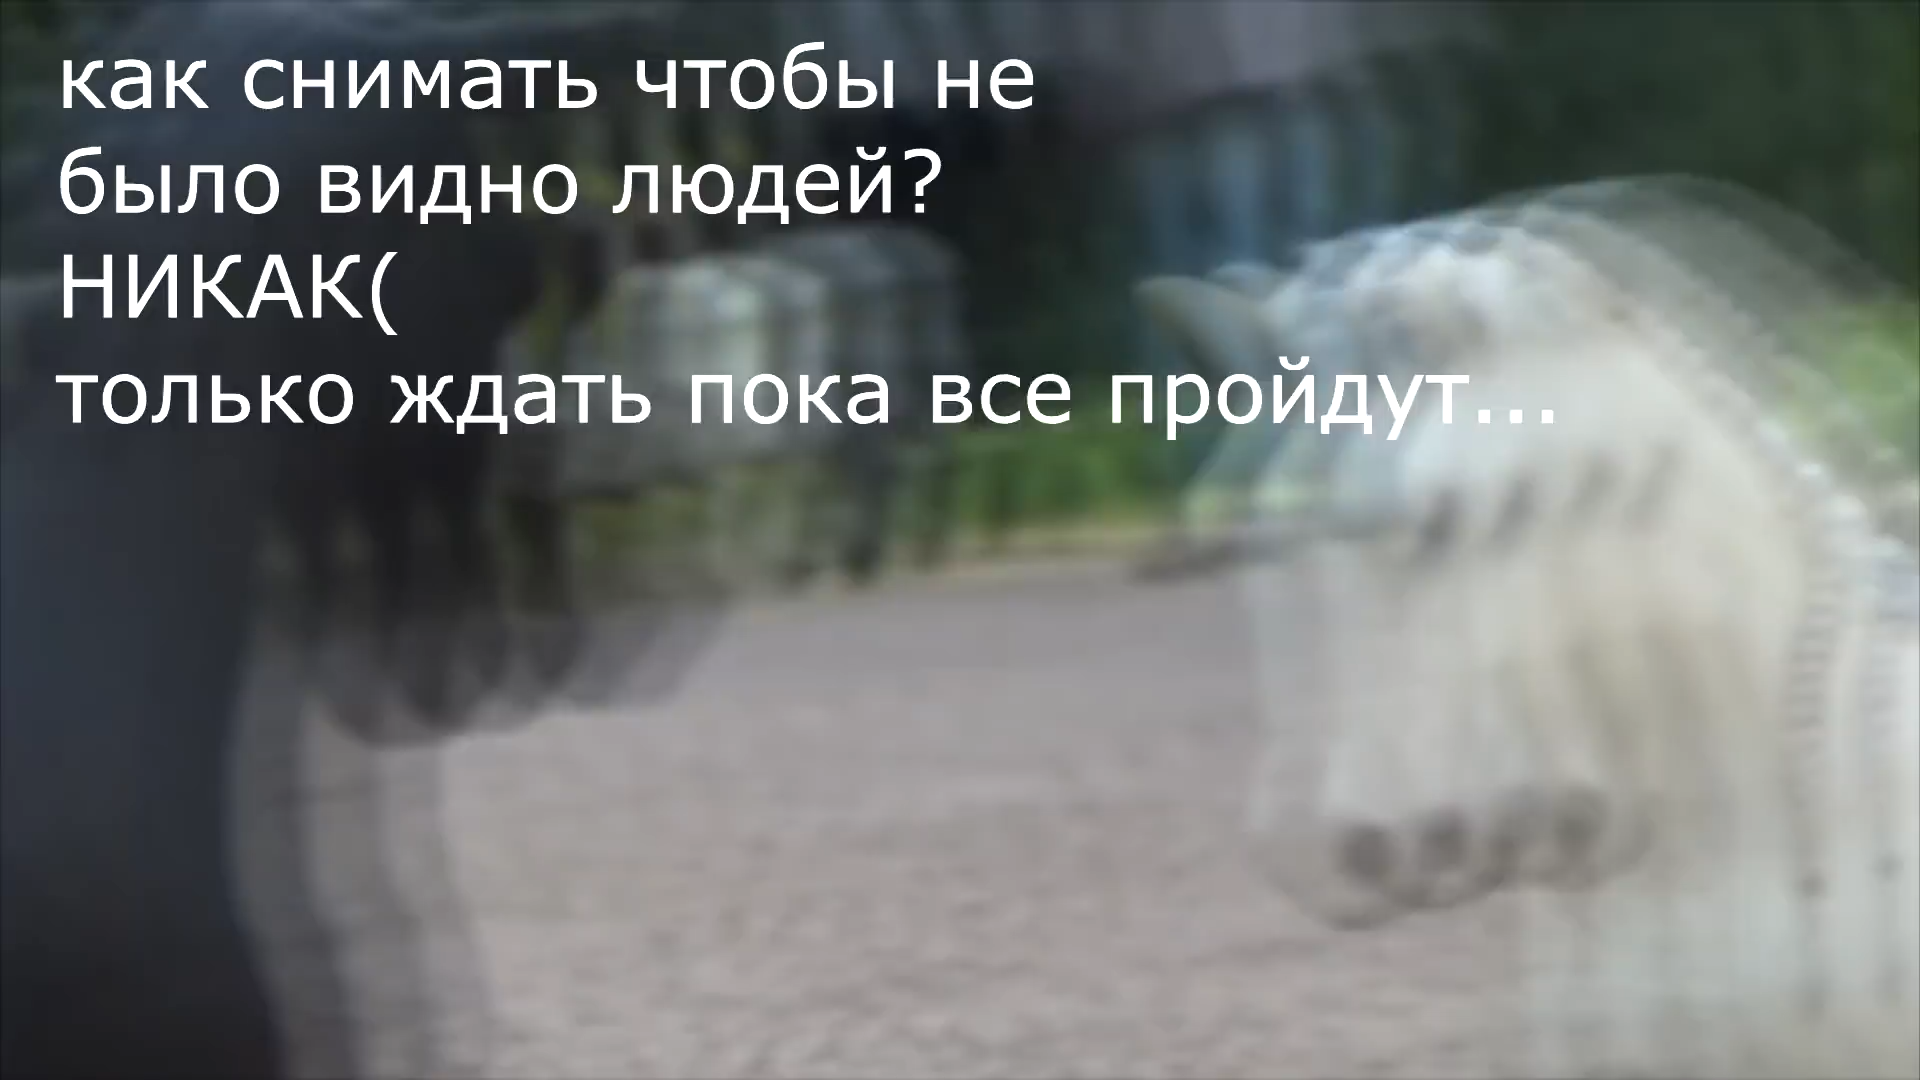 как снимать чтобы не
было видно людей?
НИКАК(
только ждать пока все пройдут...